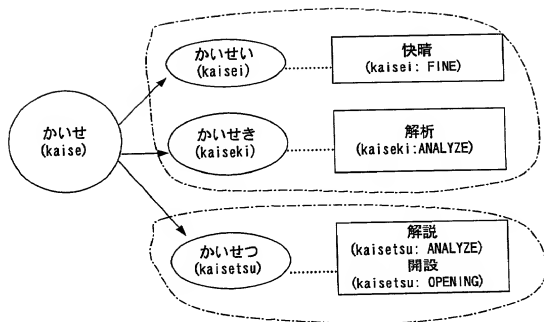 かいせ
(kaise)
かいせい
(kaisei)
快晴
(kaisei: FINE)
かいせき
(kaiseki)
解析
(kaiseki:ANALYZE)
かいせつ
(kaisetsu)
解説
(kaisetsu: ANALYZE)
開設
(kaisetsu: OPENING)